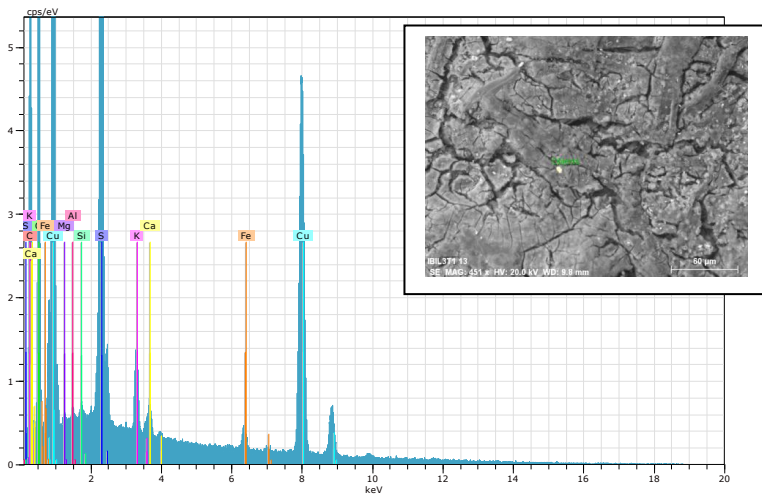 cps/eV
5
4
3
2
1
0
K Al
S O Fe Mg Ca
C Cu Si S K Fe Cu
Ca
2 4 6 8 10 12 14 16 18 20
keV
IBIL371 13
SE MAG: 451 x HV: 20.0 kV WD: 9.8 mm
60 µm